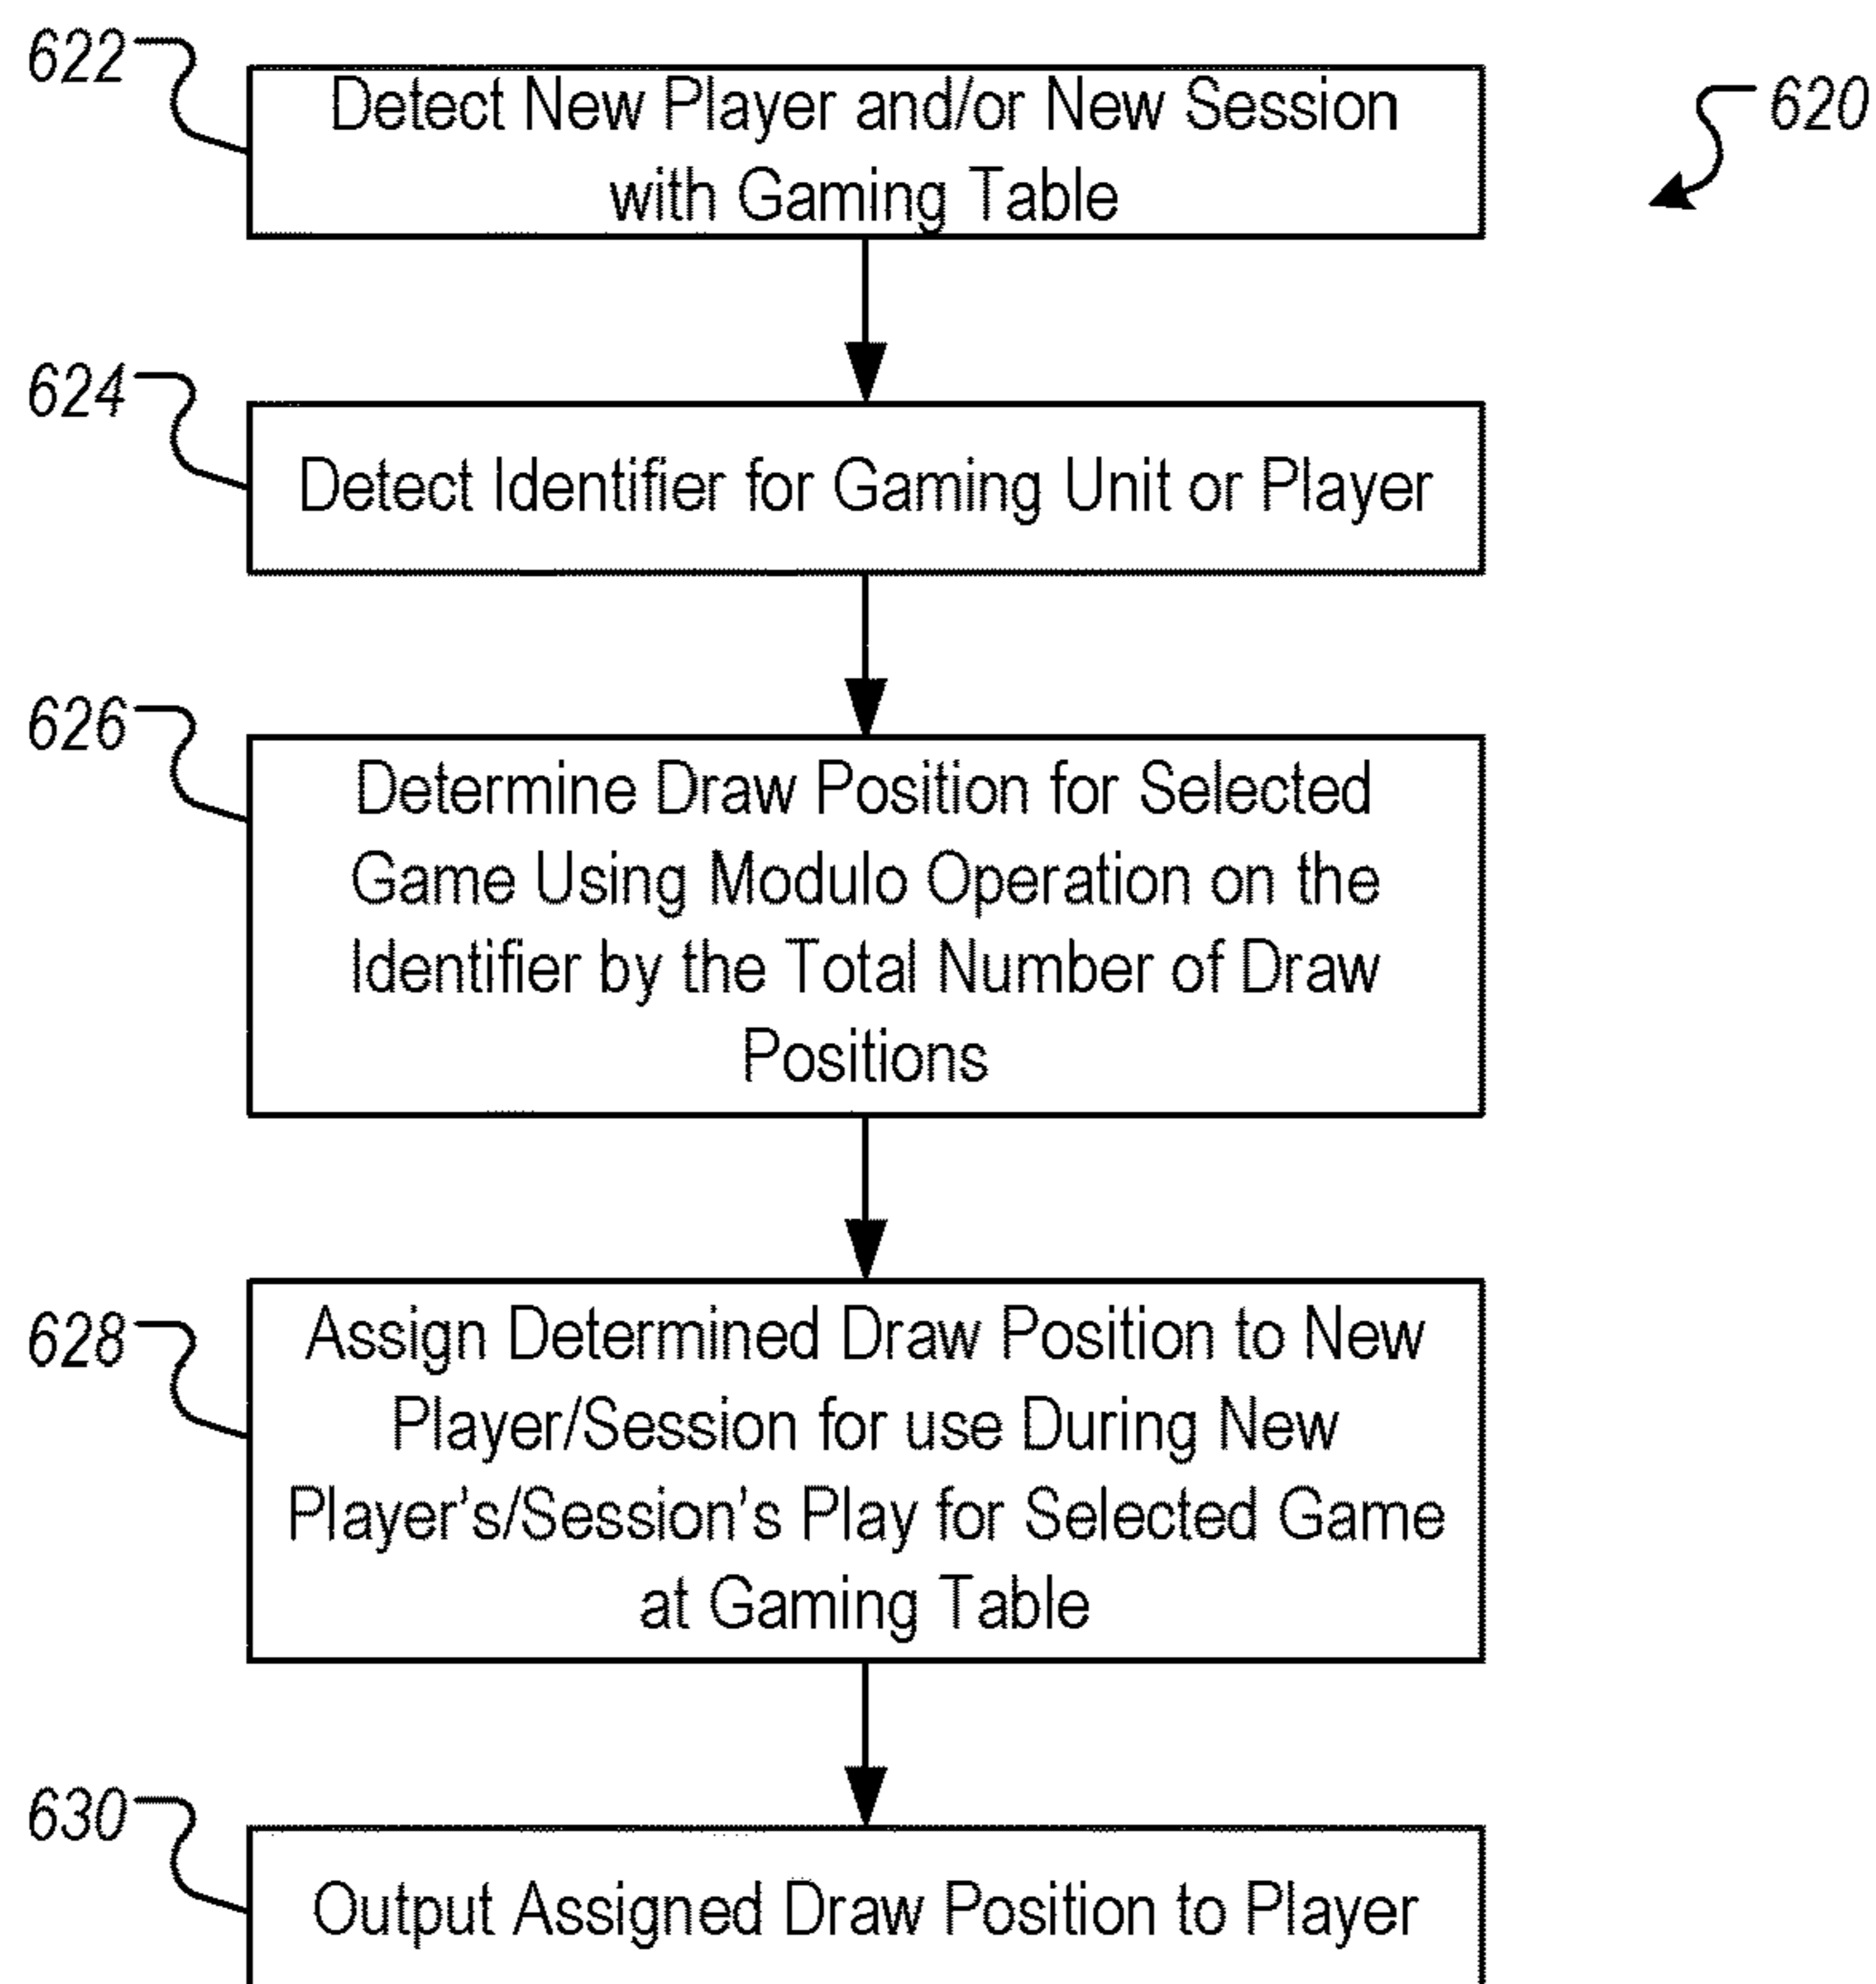 622
Detect New Player and/or New Session
with Gaming Table
620
624
Detect Identifier for Gaming Unit or Player
626
Determine Draw Position for Selected
Game Using Modulo Operation on the
Identifier by the Total Number of Draw
Positions
628
Assign Determined Draw Position to New
Player/Session for use During New
Player’s/Session’s Play for Selected Game
at Gaming Table
630
Output Assigned Draw Position to Player